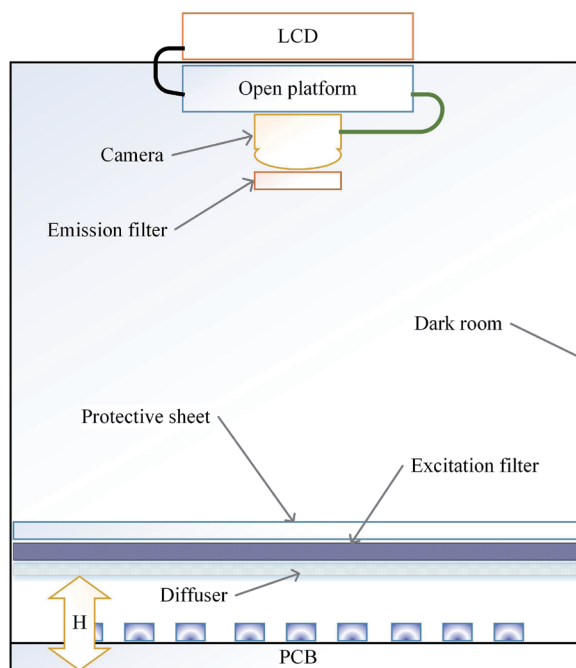 LCD
Open platform
Camera
Emission filter
Dark room
Protective sheet
Excitation filter
Diffuser
H
PCB